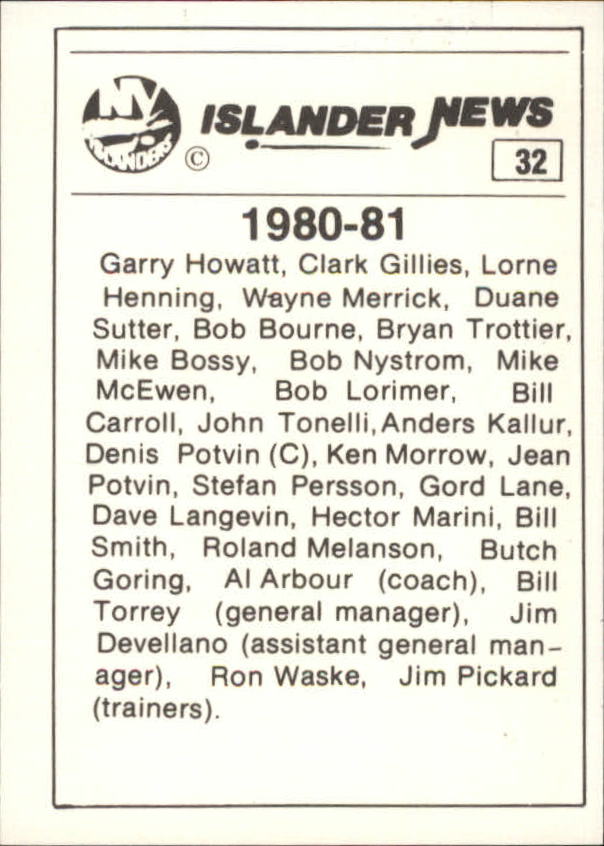 NY
ISLANDERS
©
ISLANDER NEWS
32
1980-81
Garry Howatt, Clark Gillies, Lorne
Henning, Wayne Merrick, Duane
Sutter, Bob Bourne, Bryan Trottier,
Mike Bossy, Bob Nystrom, Mike
McEwen, Bob Lorimer, Bill
Carroll, John Tonelli, Anders Kallur,
Denis Potvin (C), Ken Morrow, Jean
Potvin, Stefan Persson, Gord Lane,
Dave Langevin, Hector Marini, Bill
Smith, Roland Melanson, Butch
Goring, Al Arbour (coach), Bill
Torrey (general manager), Jim
Devellano (assistant general man-
ager), Ron Waske, Jim Pickard
(trainers).